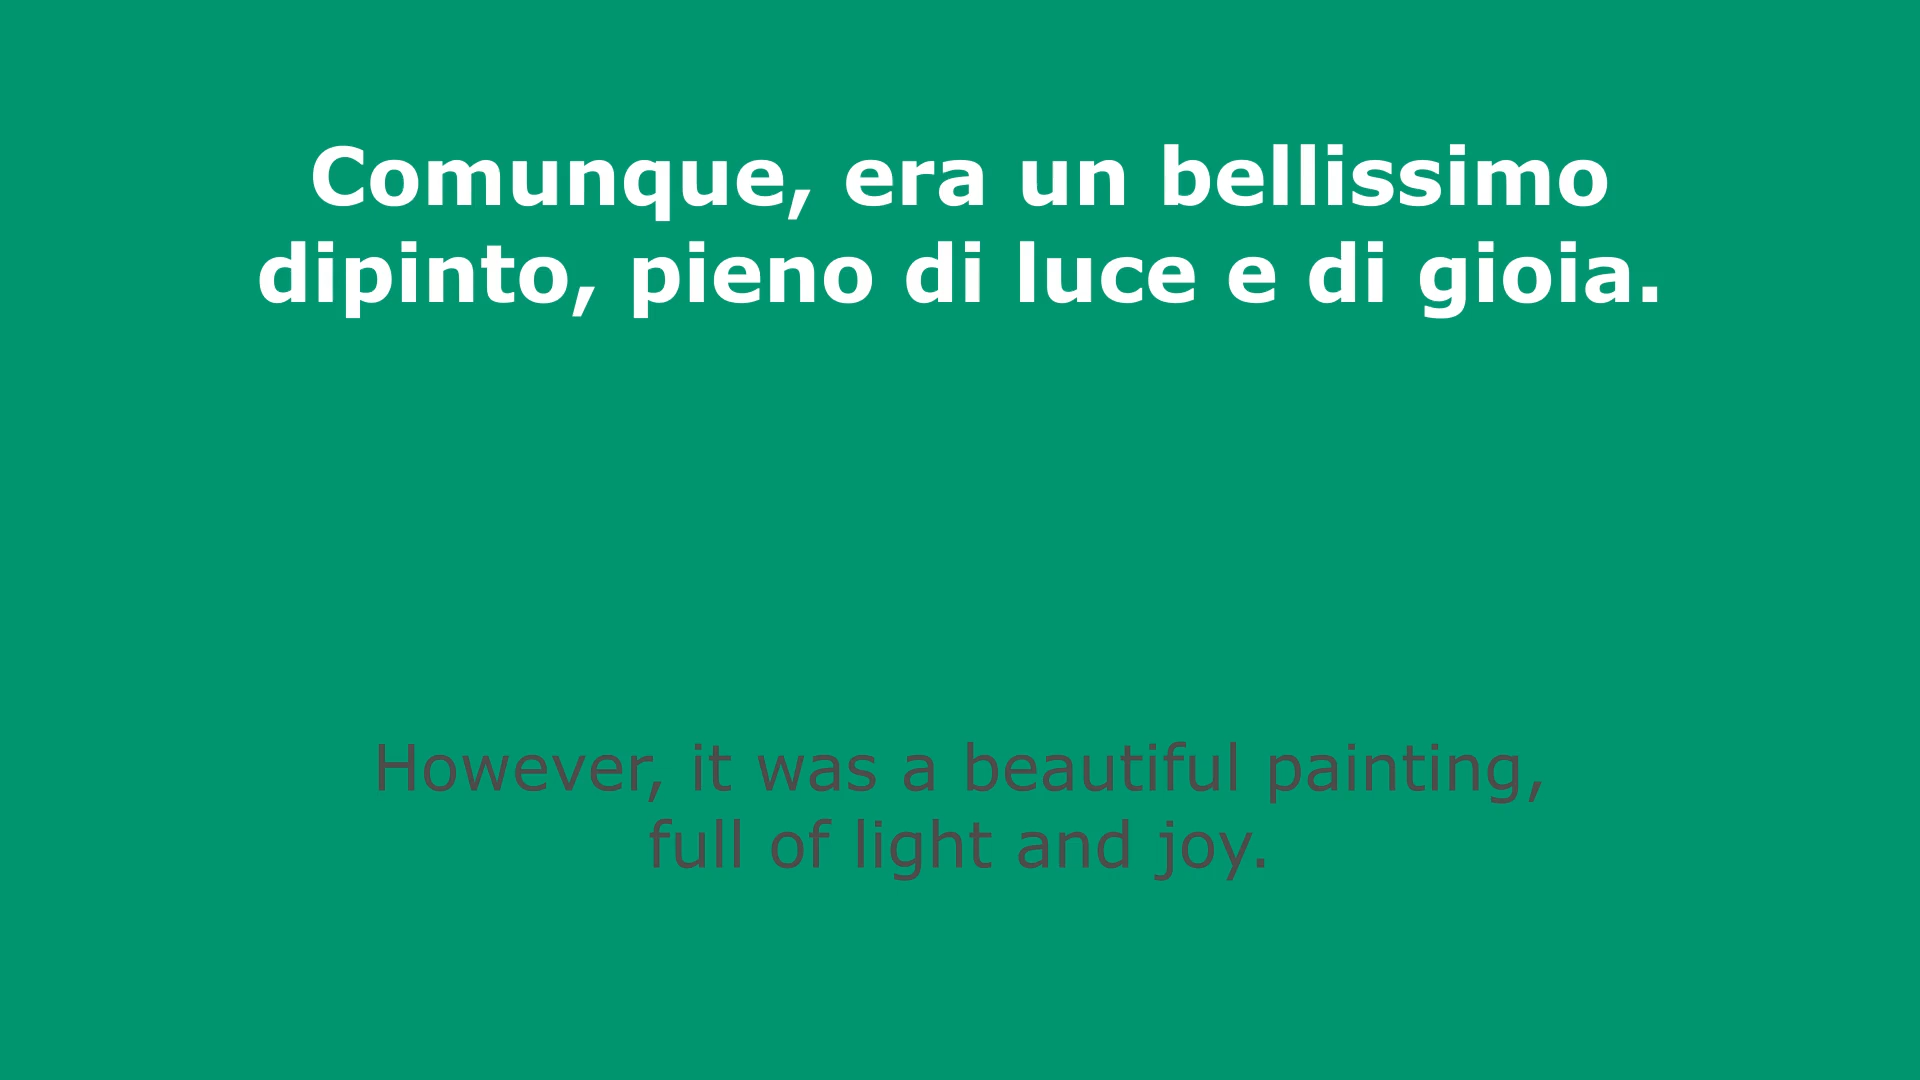 Comunque, era un bellissimo
dipinto, pieno di luce e di gioia.
However, it was a beautiful painting,
full of light and joy.